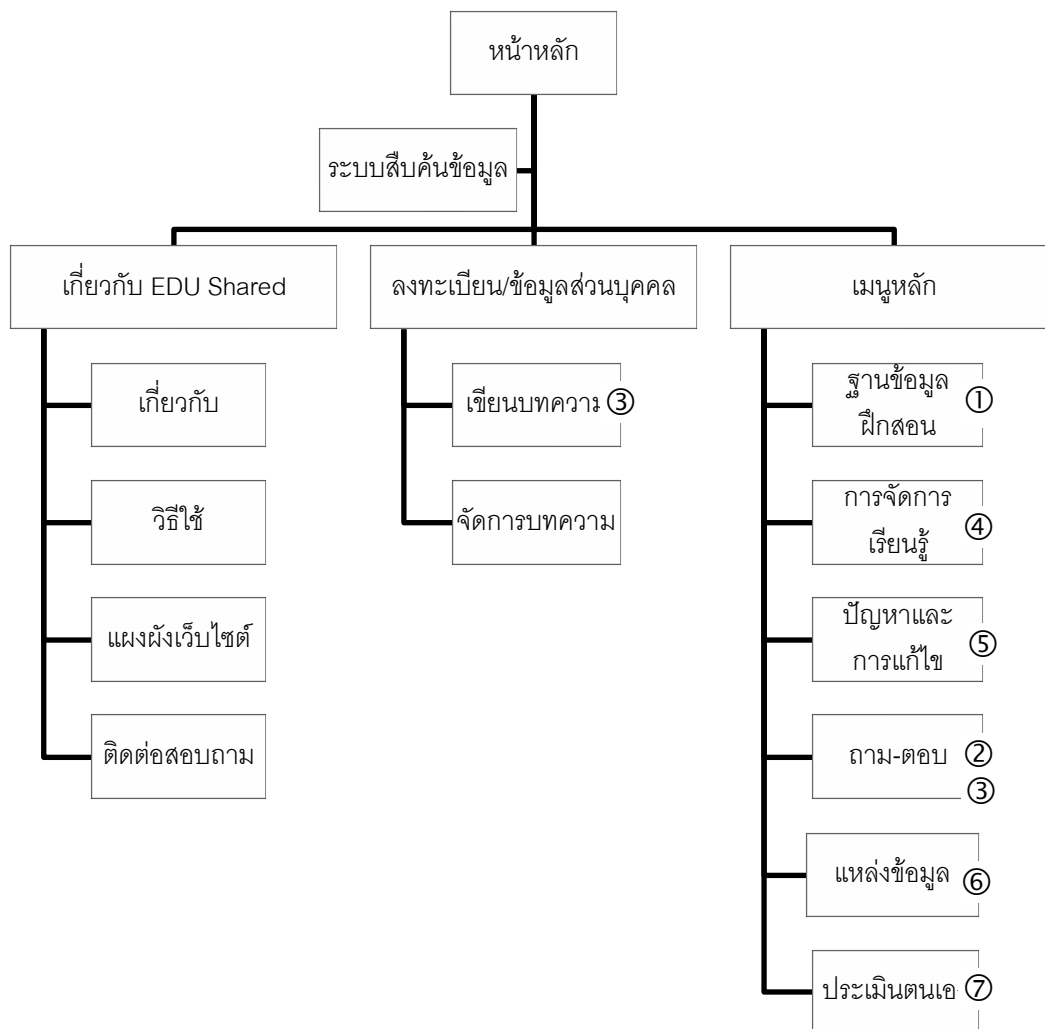 หน้าหลัก
ระบบสืบค้นข้อมูล
เกี่ยวกับ EDU Shared
เกี่ยวกับ
วิธีใช้
แผงผังเว็บไซต์
ติดต่อสอบถาม
ลงทะเบียน/ข้อมูลส่วนบุคคล
เขียนบทความ ③
จัดการบทความ
เมนูหลัก
ฐานข้อมูล
ฝึกสอน ①
การจัดการ
เรียนรู้ ④
ปัญหาและ
การแก้ไข ⑤
ถาม-ตอบ ②
③
แหล่งข้อมูล ⑥
ประเมินตนเอ ⑦